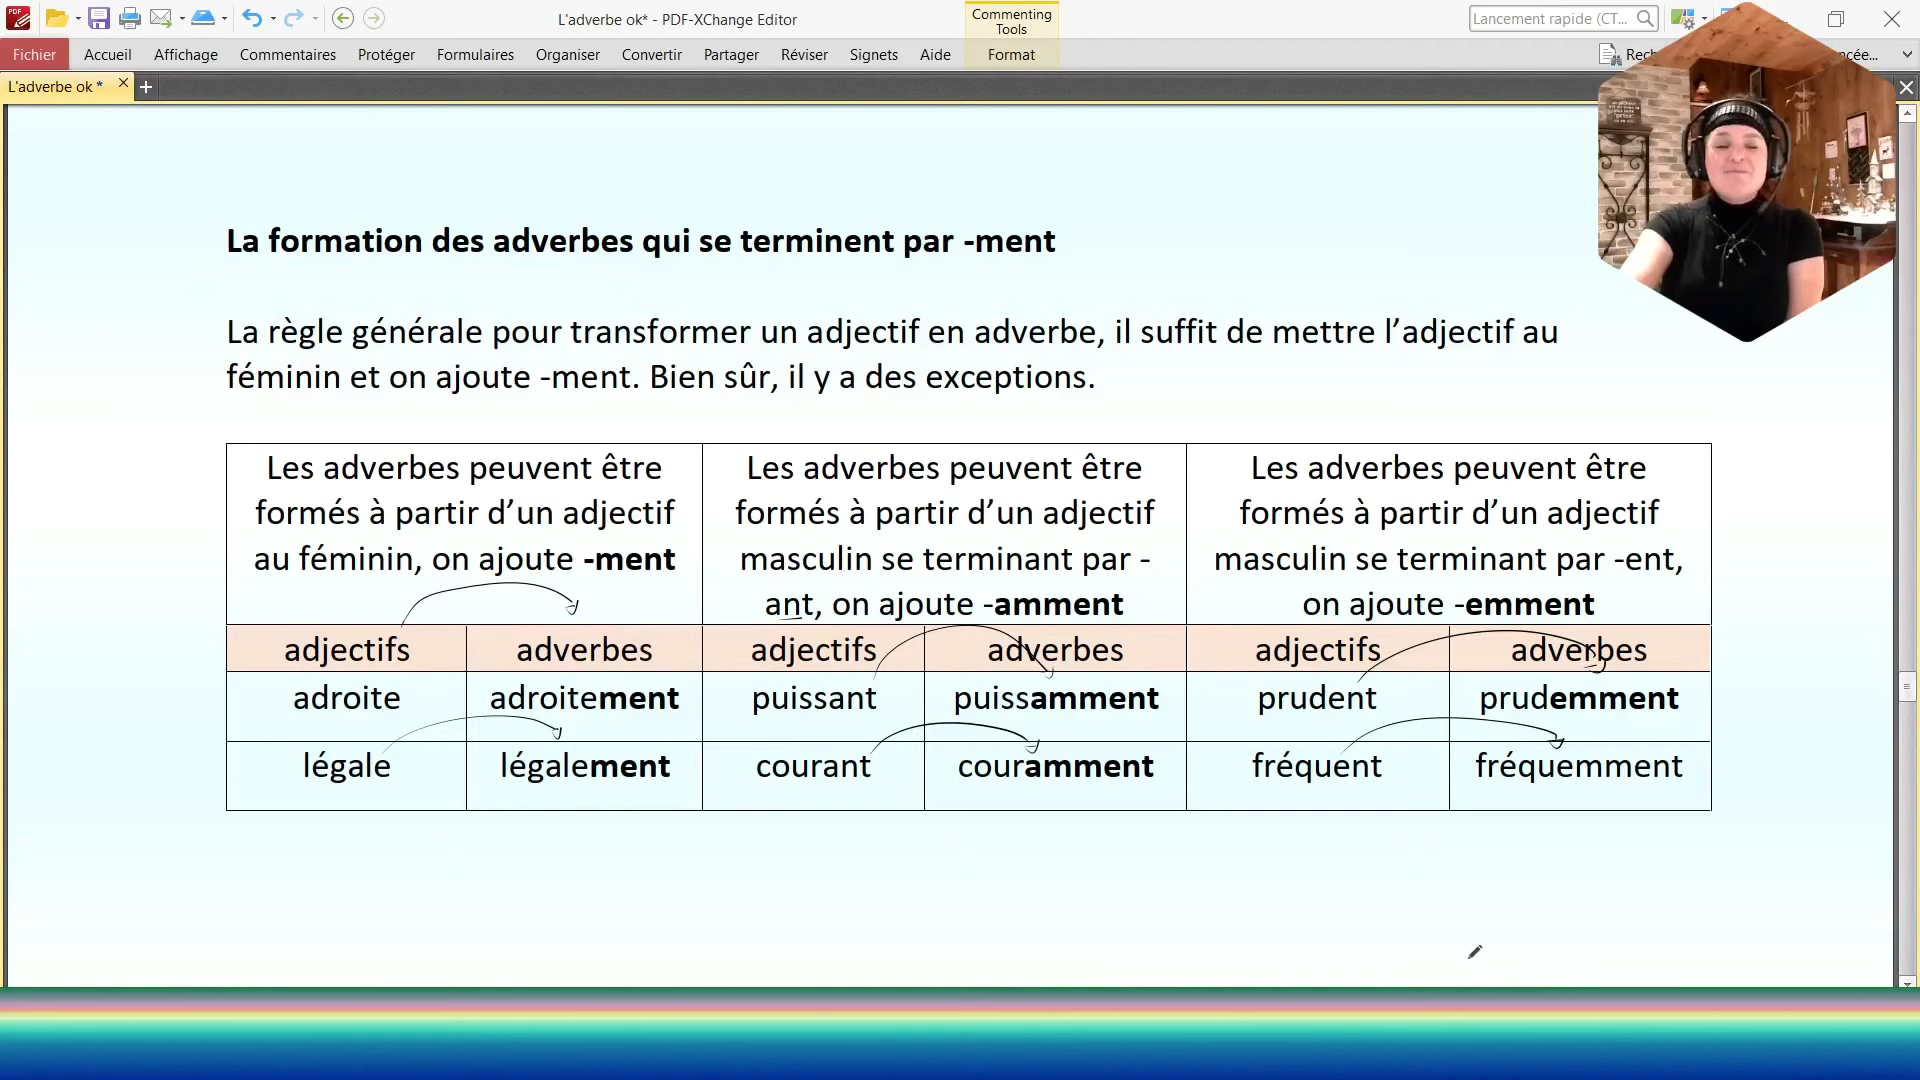 L'adverbe ok* - PDF-XChange Editor
Commenting Tools
Lancement rapide (CT...
Fichier Accueil Affichage Commentaires Protéger Formulaires Organiser Convertir Partager Réviser Signets Aide Format
L'adverbe ok *
La formation des adverbes qui se terminent par -ment
La règle générale pour transformer un adjectif en adverbe, il suffit de mettre l’adjectif au
féminin et on ajoute -ment. Bien sûr, il y a des exceptions.
Les adverbes peuvent être
formés à partir d’un adjectif
au féminin, on ajoute -ment
Les adverbes peuvent être
formés à partir d’un adjectif
masculin se terminant par -
ant, on ajoute -amment
Les adverbes peuvent être
formés à partir d’un adjectif
masculin se terminant par -ent,
on ajoute -emment
adjectifs adverbes adjectifs adverbes adjectifs adverbes
adroite adroitement puissant puissamment prudent prudemment
légale légalement courant couramment fréquent fréquemment